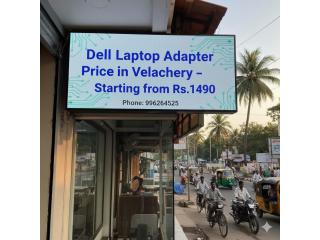 Dell Laptop Adapter
Price in Velachery –
Starting from Rs.1490
Phone: 996264525